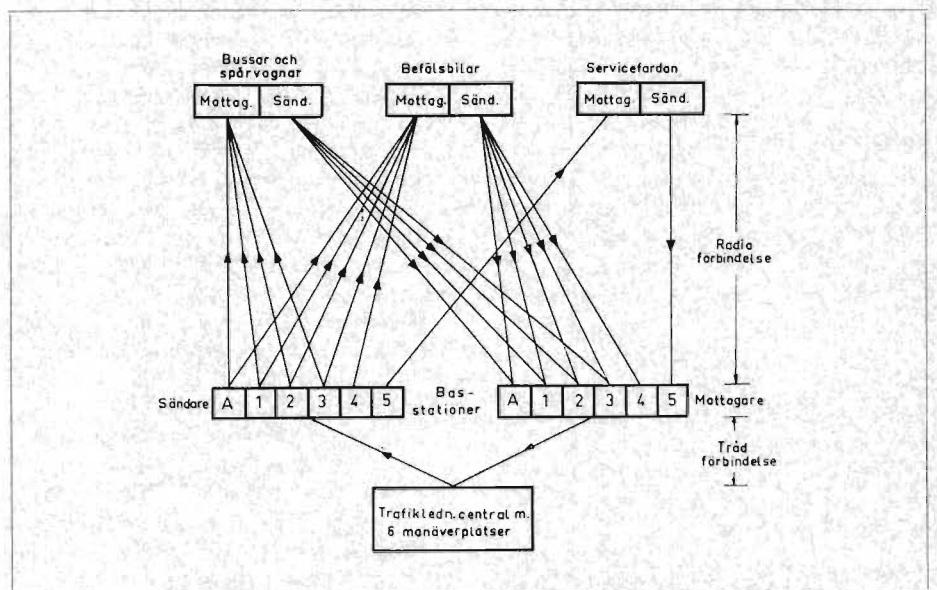 Bussar och
spårvagnar
Befälsbilar
Servicefordon
Mottag.
Sänd.
Mottag.
Sänd.
Mottag.
Sänd.
Radio
förbindelse
Sändare
A
1
2
3
4
5
Bas-
stationer
A
1
2
3
4
5
Mottagare
Tråd
förbindelse
Trafikledn.central m.
6 manöverplatser